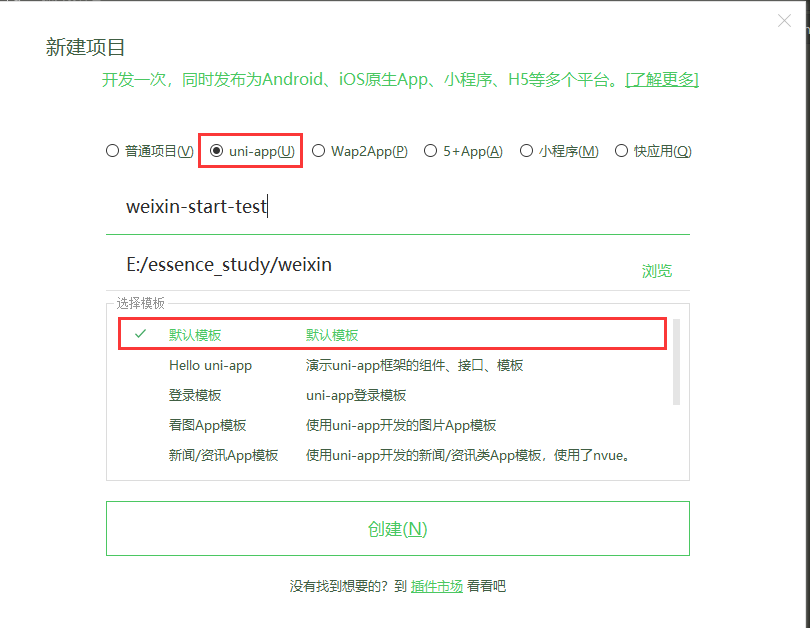 新建项目
开发一次，同时发布为Android、iOS原生App、小程序、H5等多个平台。[了解更多]
普通项目(V) uni-app(U) Wap2App(P) 5+App(A) 小程序(M) 快应用(Q)
weixin-start-test
E:/essence_study/weixin 浏览
选择模板
默认模板 默认模板
Hello uni-app 演示uni-app框架的组件、接口、模板
登录模板 uni-app登录模板
看图App模板 使用uni-app开发的图片App模板
新闻/资讯App模板 使用uni-app开发的新闻/资讯类App模板，使用了nvue。
创建(N)
没有找到想要的？到 插件市场 看看吧